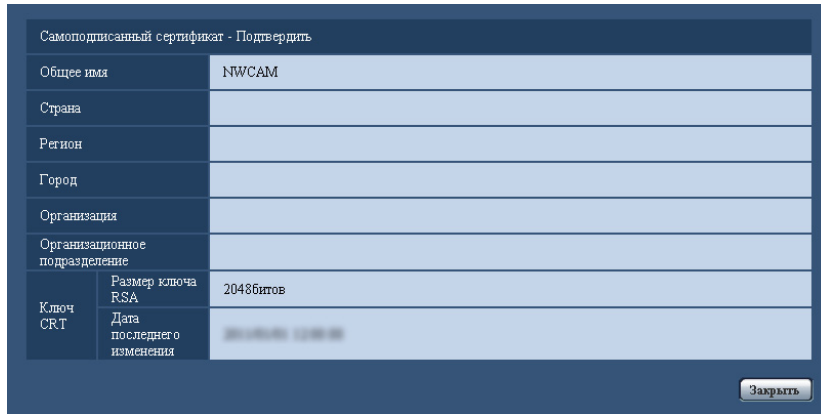 Самоподписанный сертификат - Подтвердить
Общее имя
NWCAM
Страна
Регион
Город
Организация
Организационное
подразделение
Ключ
CRT
Размер ключа
RSA
2048битов
Дата
последнего
изменения
Закрыть